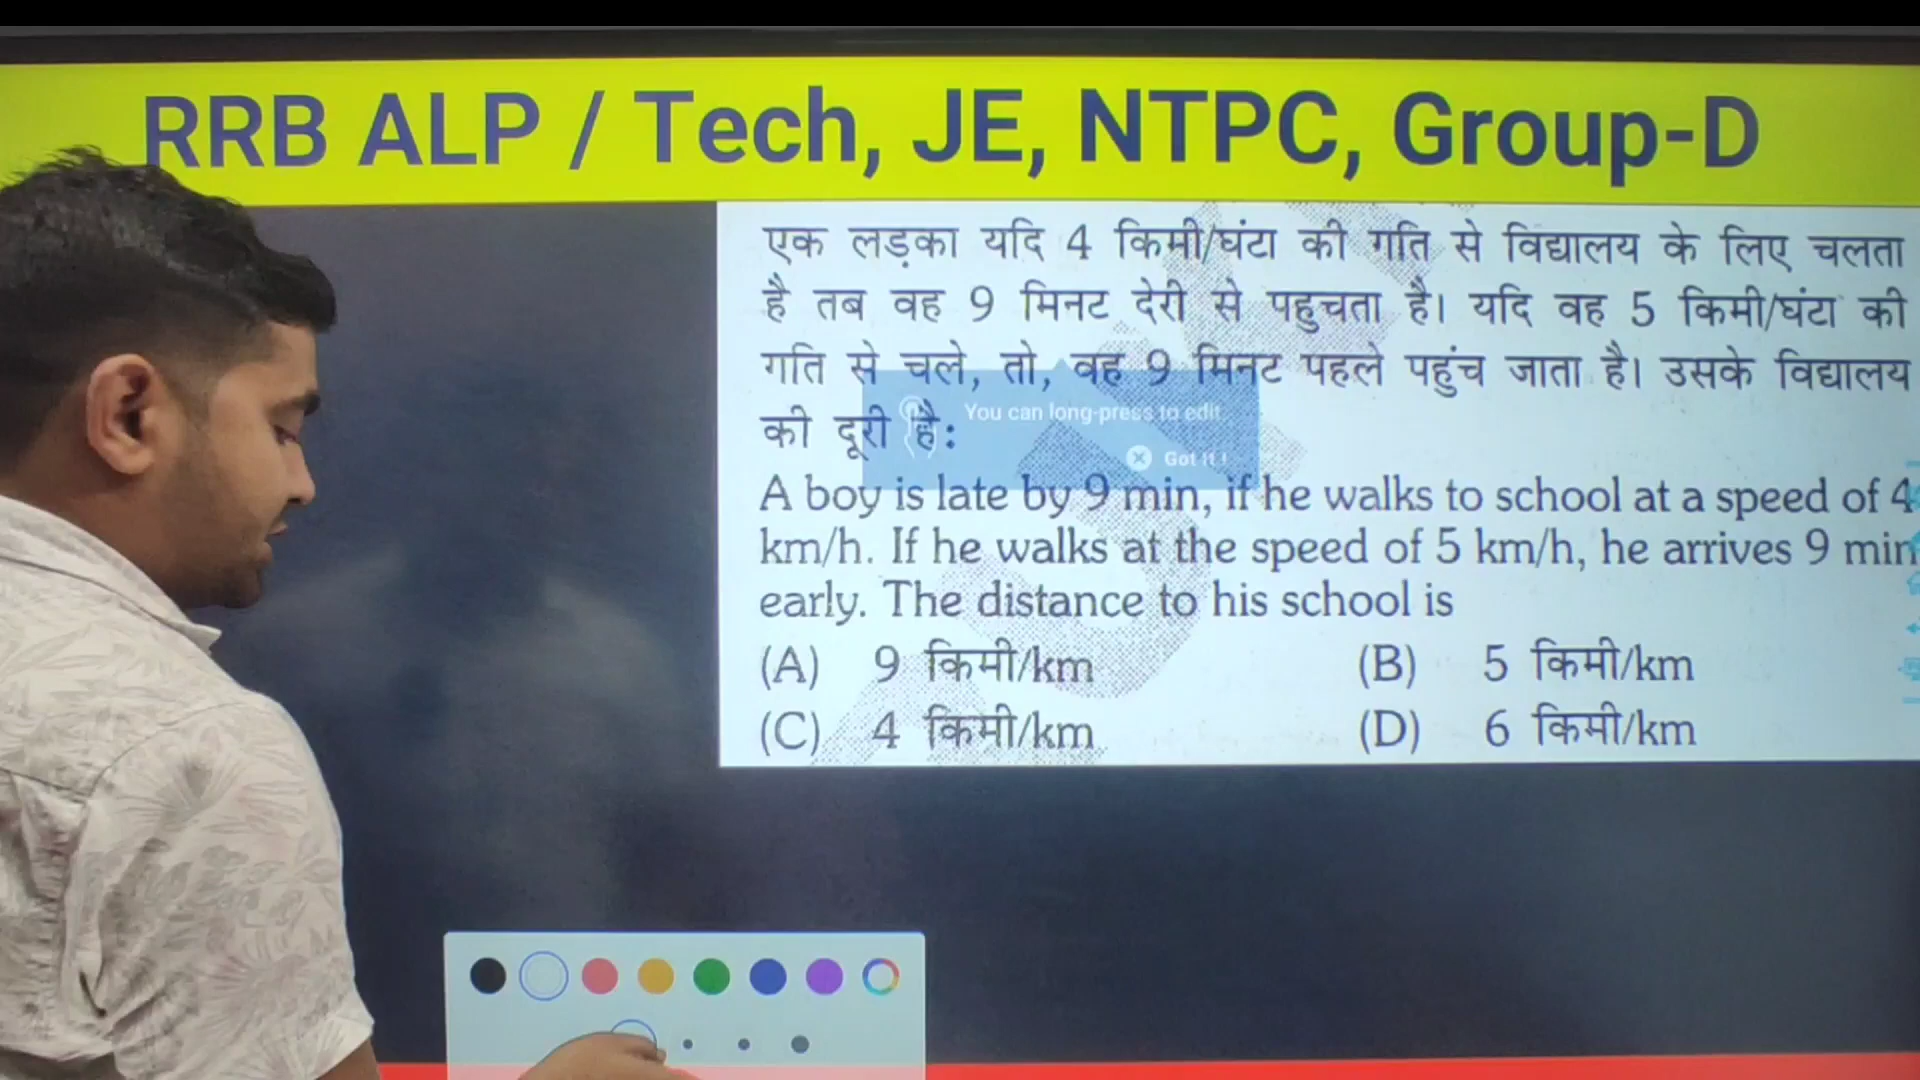 RRB ALP / Tech, JE, NTPC, Group-D
एक लड़का यदि 4 किमी/घंटा की गति से विद्यालय के लिए चलता
है तब वह 9 मिनट देरी से पहुचता है। यदि वह 5 किमी/घंटा की
गति से चले, तो, वह 9 मिनट पहले पहुंच जाता है। उसके विद्यालय
की दूरी है:
You can long-press to edit.
Got it !
A boy is late by 9 min, if he walks to school at a speed of 4
km/h. If he walks at the speed of 5 km/h, he arrives 9 min
early. The distance to his school is
(A) 9 किमी/km (B) 5 किमी/km
(C) 4 किमी/km (D) 6 किमी/km